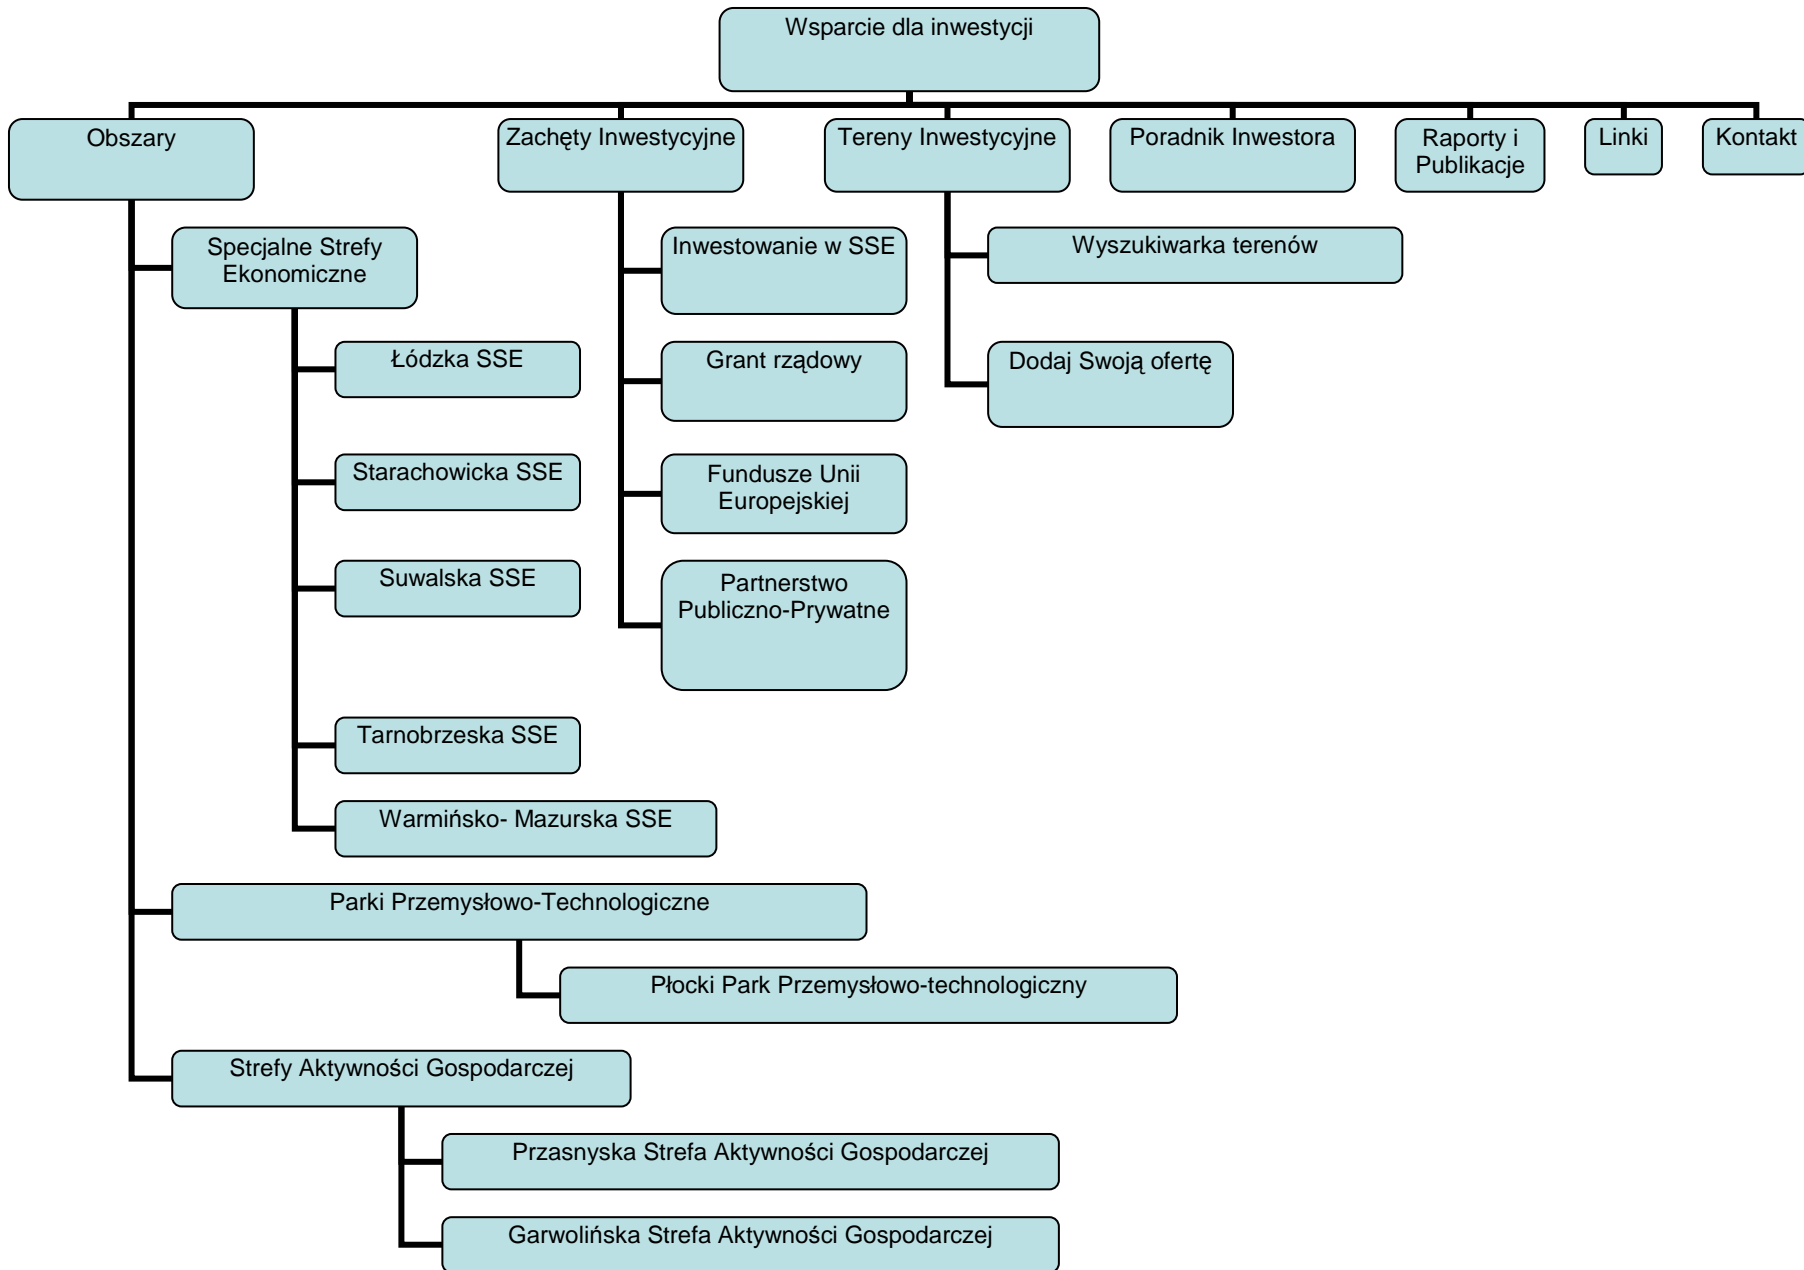 Wsparcie dla inwestycji
Obszary
Zachęty Inwestycyjne
Tereny Inwestycyjne
Poradnik Inwestora
Raporty i
Publikacje
Linki
Kontakt
Specjalne Strefy
Ekonomiczne
Inwestowanie w SSE
Wyszukiwarka terenów
Łódzka SSE
Grant rządowy
Dodaj Swoją ofertę
Starachowicka SSE
Fundusze Unii
Europejskiej
Suwalska SSE
Partnerstwo
Publiczno-Prywatne
Tarnobrzeska SSE
Warmińsko- Mazurska SSE
Parki Przemysłowo-Technologiczne
Płocki Park Przemysłowo-technologiczny
Strefy Aktywności Gospodarczej
Przasnyska Strefa Aktywności Gospodarczej
Garwolińska Strefa Aktywności Gospodarczej